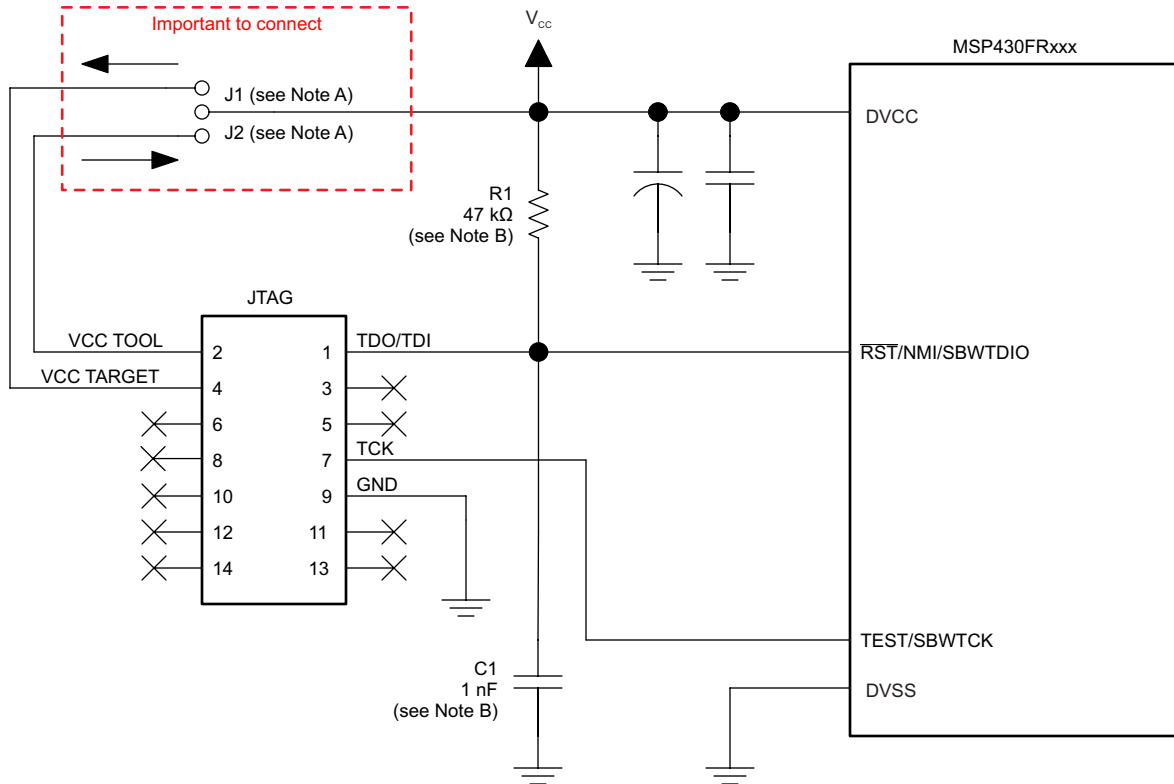 Important to connect
J1 (see Note A)
J2 (see Note A)
VCC
MSP430FRxxx
DVCC
R1
47 kΩ
(see Note B)
JTAG
VCC TOOL
2
1
TDO/TDI
RST/NMI/SBWTDIO
VCC TARGET
4
3
6
5
8
7
TCK
10
9
GND
12
11
14
13
TEST/SBWTCK
C1
1 nF
(see Note B)
DVSS